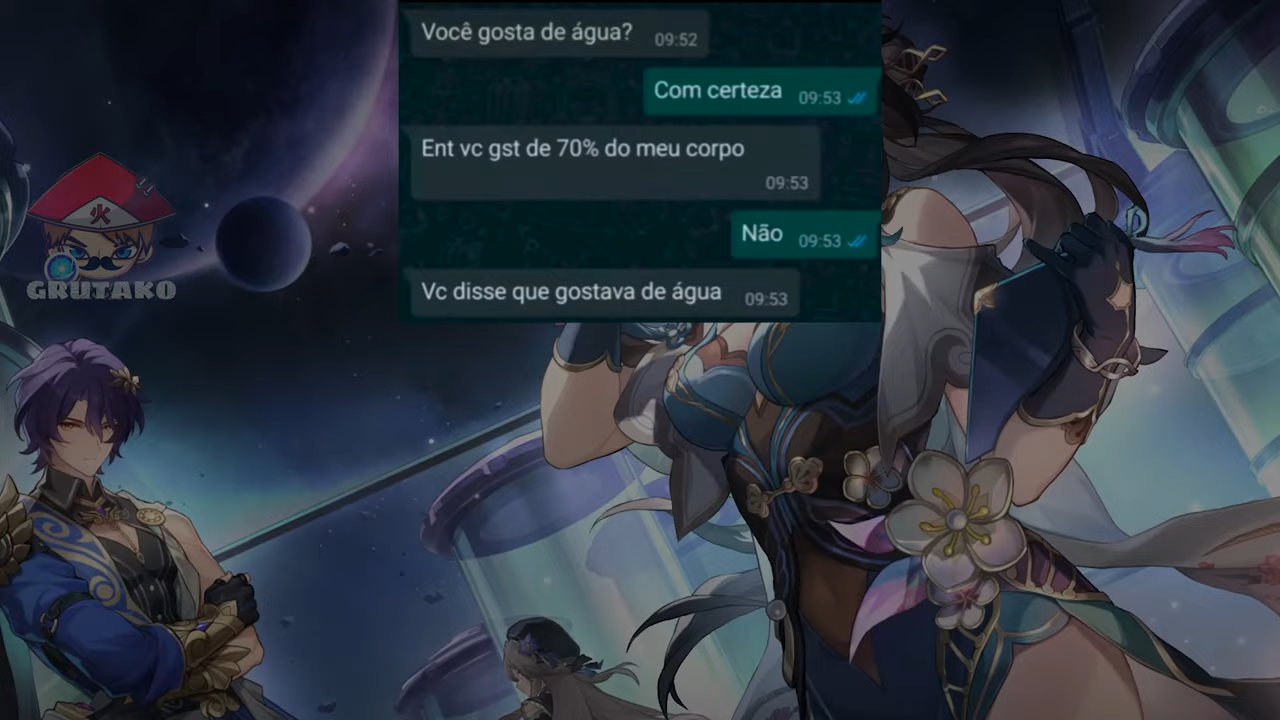 Você gosta de água? 09:52
Com certeza 09:53
Ent vc gst de 70% do meu corpo
09:53
Não 09:53
Vc disse que gostava de água 09:53
火
GRUTAKO